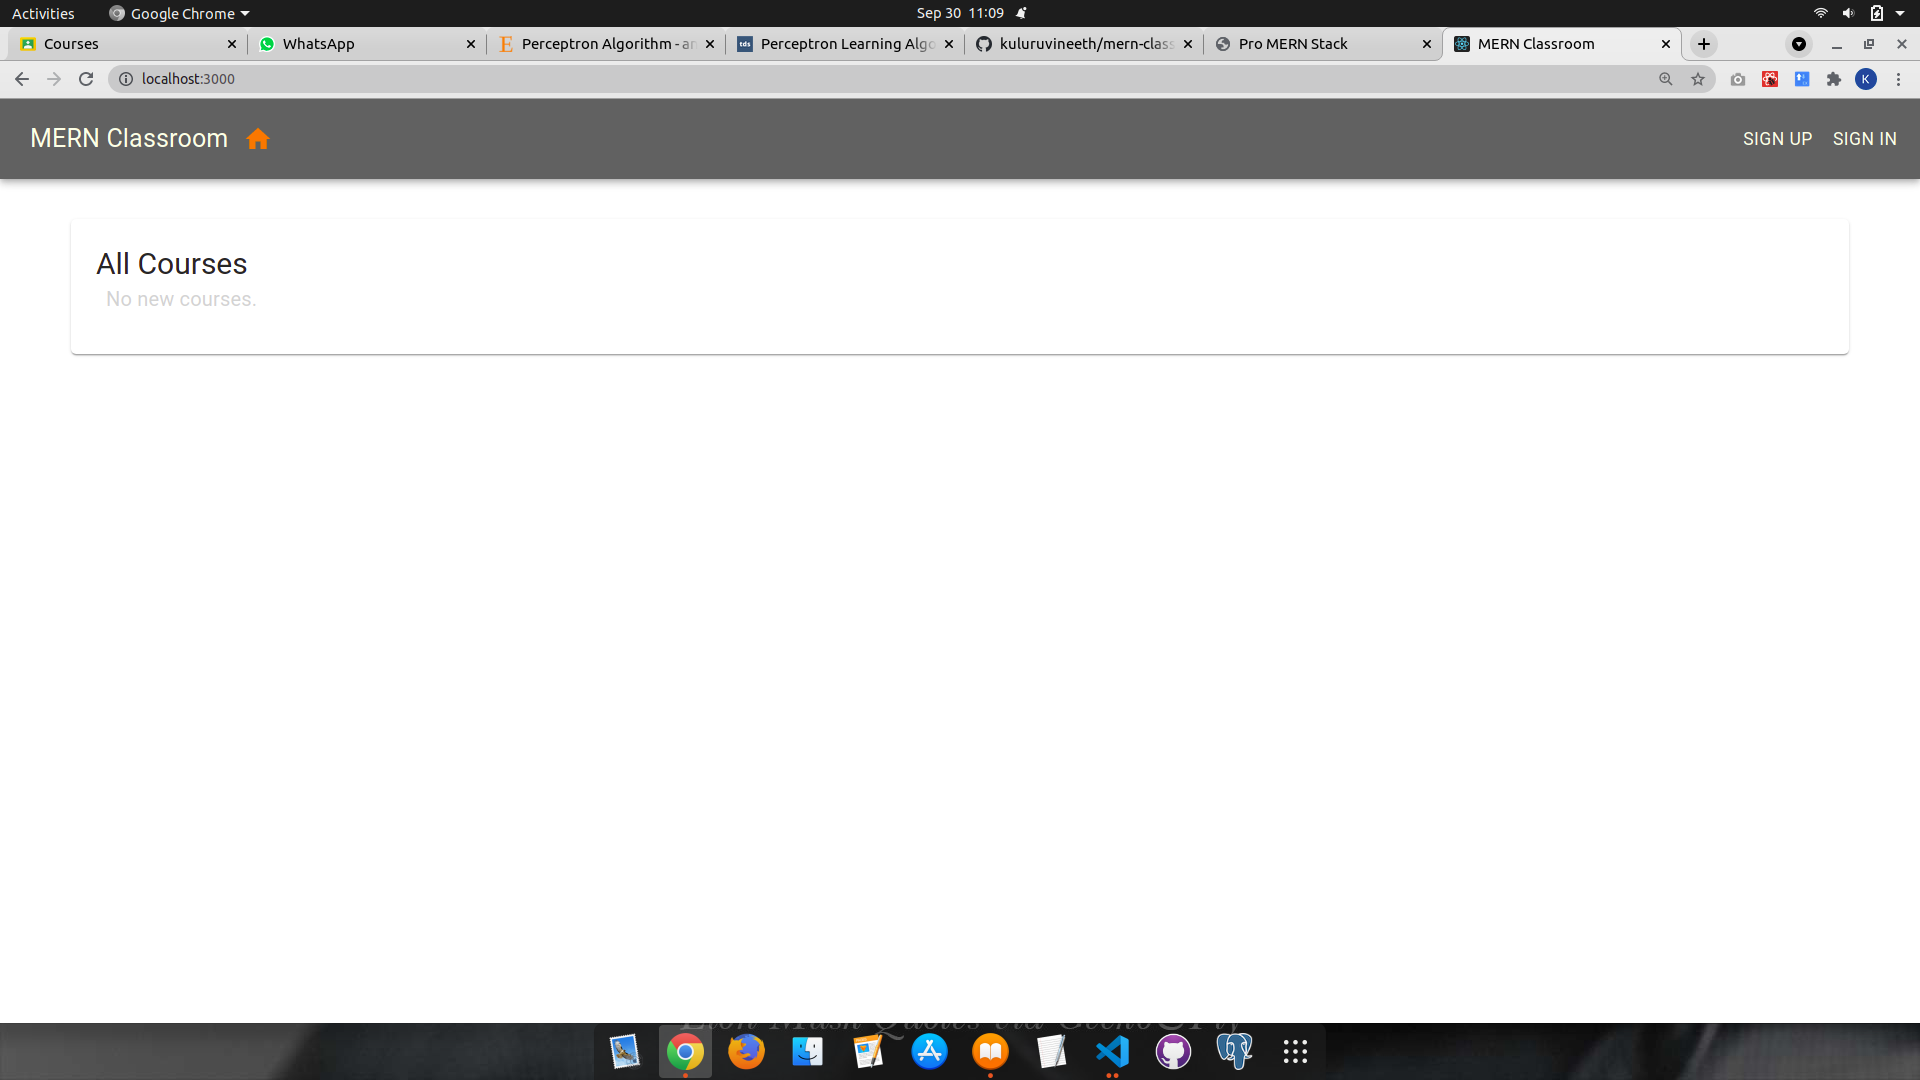 Activities Google Chrome Sep 30 11:09
Courses WhatsApp Perceptron Algorithm - an Perceptron Learning Algo kuluruvineeth/mern-class Pro MERN Stack MERN Classroom
localhost:3000 K
MERN Classroom SIGN UP SIGN IN
All Courses
No new courses.